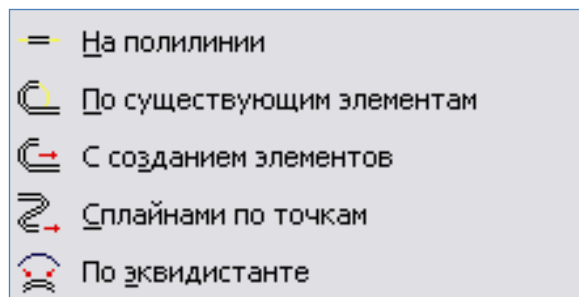 На полилинии
По существующим элементам
С созданием элементов
Сплайнами по точкам
По эквидистанте